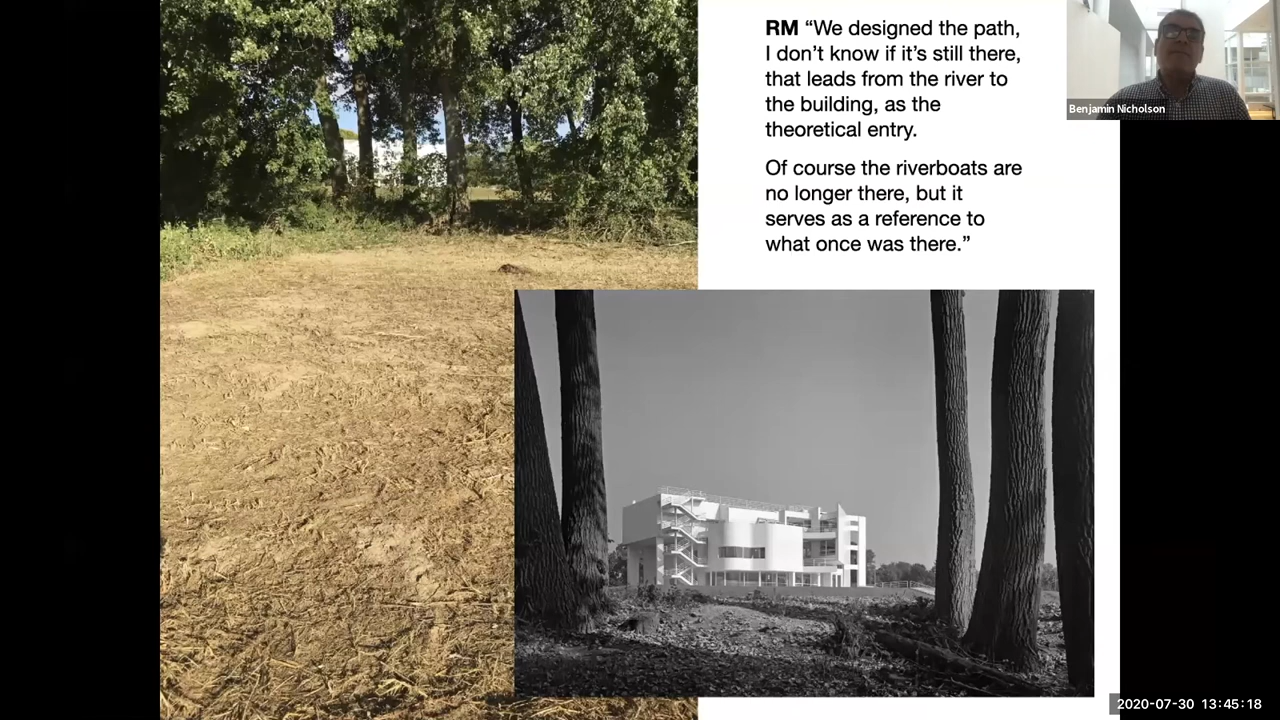 RM “We designed the path,
I don’t know if it’s still there,
that leads from the river to
the building, as the
theoretical entry.
Of course the riverboats are
no longer there, but it
serves as a reference to
what once was there.”
Benjamin Nicholson
2020-07-30 13:45:18